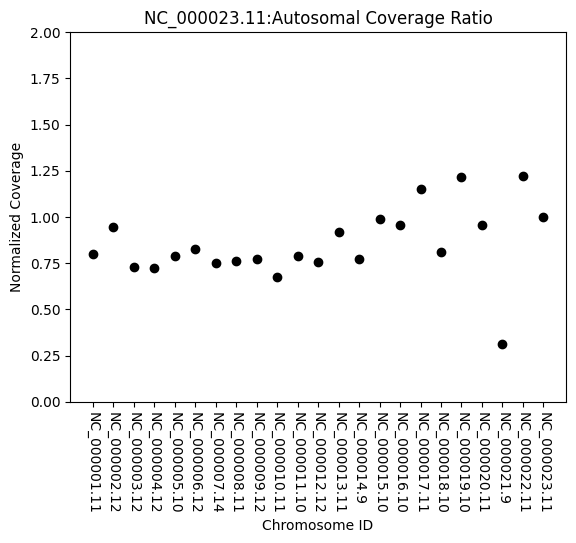 NC_000023.11:Autosomal Coverage Ratio
2.00
1.75
1.50
1.25
1.00
0.75
0.50
0.25
0.00
Normalized Coverage
NC_000001.11
NC_000002.12
NC_000003.12
NC_000004.12
NC_000005.10
NC_000006.12
NC_000007.14
NC_000008.11
NC_000009.12
NC_000010.11
NC_000011.10
NC_000012.12
NC_000013.11
NC_000014.9
NC_000015.10
NC_000016.10
NC_000017.11
NC_000018.10
NC_000019.10
NC_000020.11
NC_000021.9
NC_000022.11
NC_000023.11
Chromosome ID